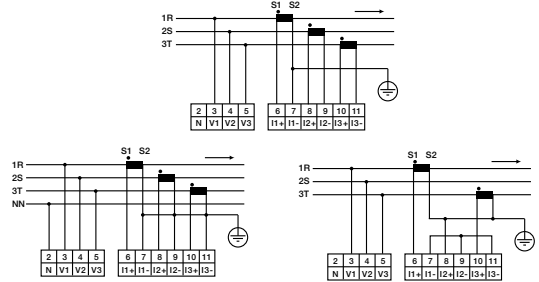 S1 S2
1R
2S
3T
2 3 4 5 6 7 8 9 10 11
N V1 V2 V3 I1+ I1- I2+ I2- I3+ I3-
S1 S2
1R
2S
3T
NN
2 3 4 5 6 7 8 9 10 11
N V1 V2 V3 I1+ I1- I2+ I2- I3+ I3-
S1 S2
1R
2S
3T
2 3 4 5 6 7 8 9 10 11
N V1 V2 V3 I1+ I1- I2+ I2- I3+ I3-